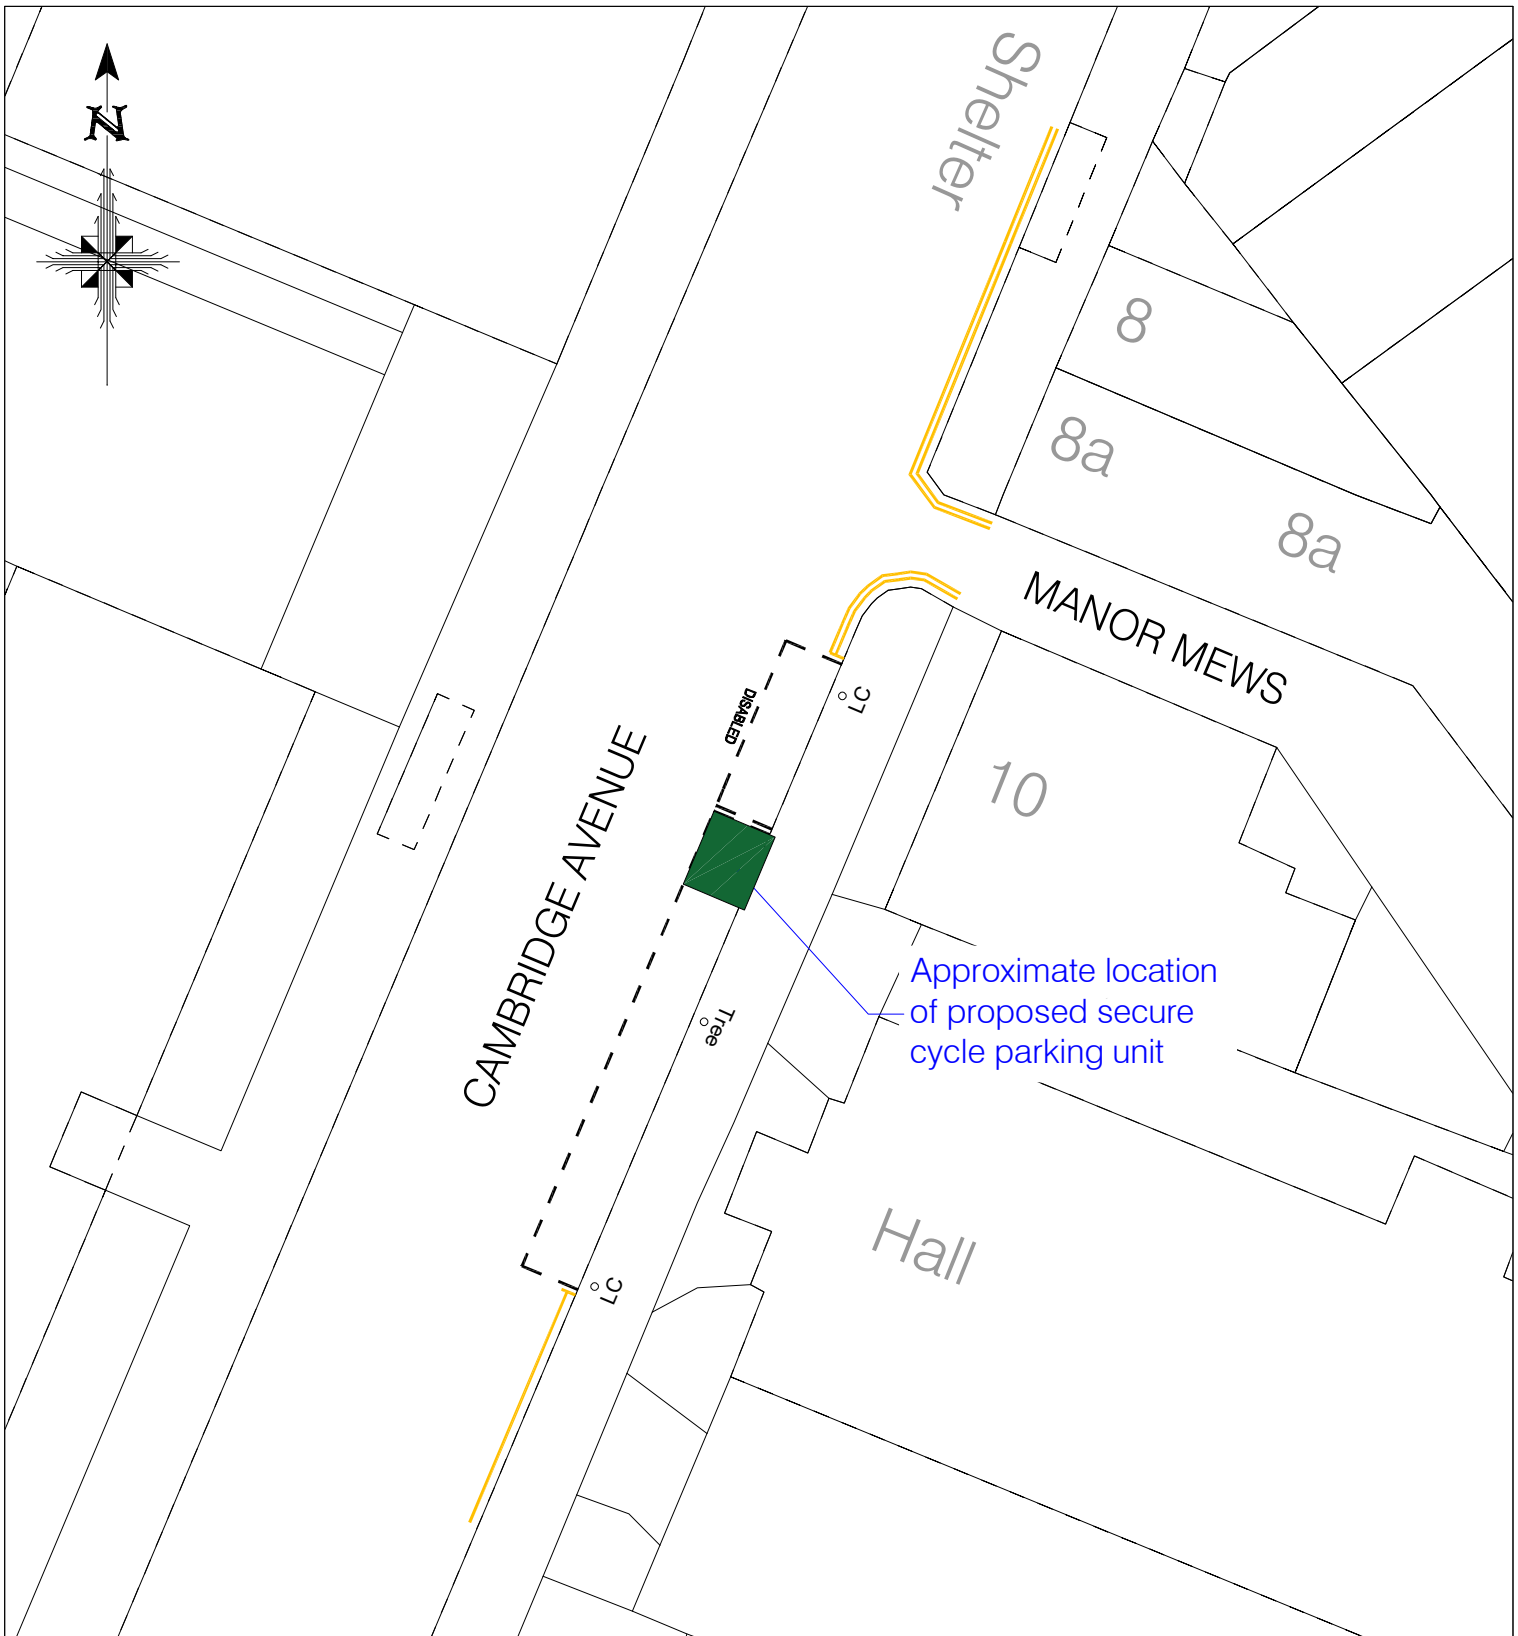 N
Shelter
8
8a
8a
MANOR MEWS
DISABLED
LC
10
CAMBRIDGE AVENUE
Approximate location
of proposed secure
cycle parking unit
Tree
Hall
LC